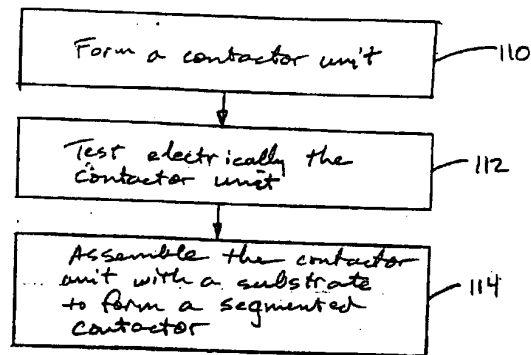 Form a contactor unit
110
Test electrically the
contactor unit
112
Assemble the contactor
unit with a substrate
to form a segmented
contactor
114